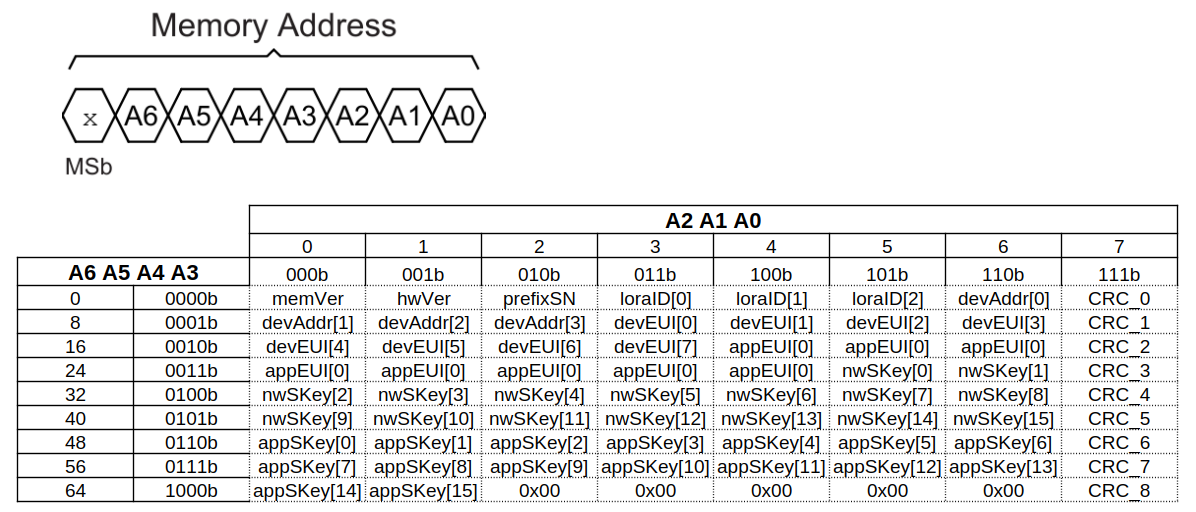 Memory Address
x A6 A5 A4 A3 A2 A1 A0
MSb
A2 A1 A0
0 1 2 3 4 5 6 7
A6 A5 A4 A3 000b 001b 010b 011b 100b 101b 110b 111b
0 0000b memVer hwVer prefixSN loraID[0] loraID[1] loraID[2] devAddr[0] CRC_0
8 0001b devAddr[1] devAddr[2] devAddr[3] devEUI[0] devEUI[1] devEUI[2] devEUI[3] CRC_1
16 0010b devEUI[4] devEUI[5] devEUI[6] devEUI[7] appEUI[0] appEUI[0] appEUI[0] CRC_2
24 0011b appEUI[0] appEUI[0] appEUI[0] appEUI[0] appEUI[0] nwSKey[0] nwSKey[1] CRC_3
32 0100b nwSKey[2] nwSKey[3] nwSKey[4] nwSKey[5] nwSKey[6] nwSKey[7] nwSKey[8] CRC_4
40 0101b nwSKey[9] nwSKey[10] nwSKey[11] nwSKey[12] nwSKey[13] nwSKey[14] nwSKey[15] CRC_5
48 0110b appSKey[0] appSKey[1] appSKey[2] appSKey[3] appSKey[4] appSKey[5] appSKey[6] CRC_6
56 0111b appSKey[7] appSKey[8] appSKey[9] appSKey[10] appSKey[11] appSKey[12] appSKey[13] CRC_7
64 1000b appSKey[14] appSKey[15] 0x00 0x00 0x00 0x00 0x00 CRC_8